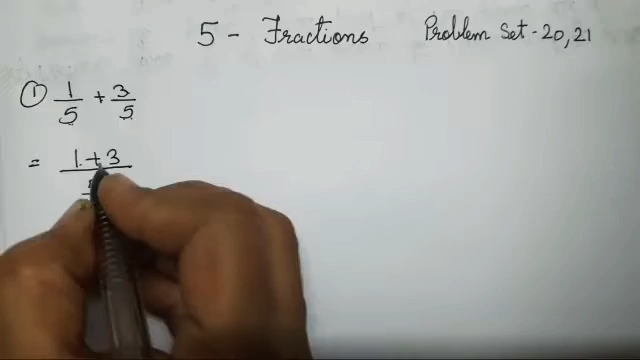 5 - Fractions Problem Set - 20, 21
① 1/5 + 3/5
= 1 + 3